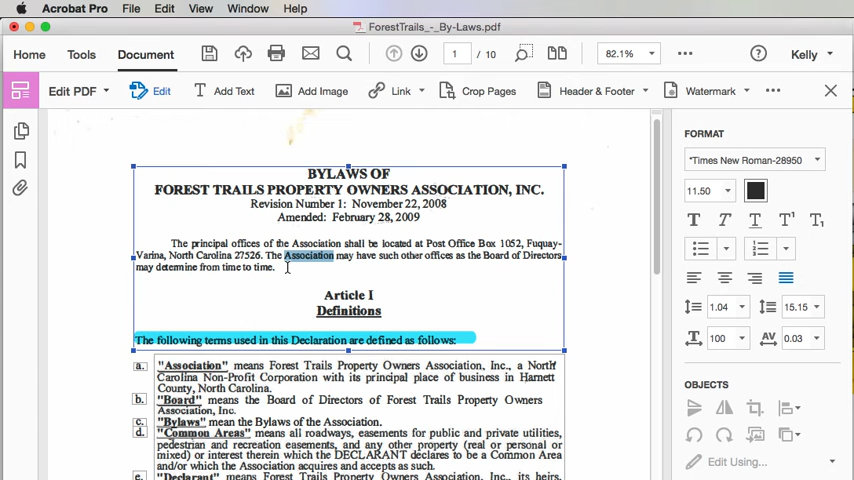 Acrobat Pro File Edit View Window Help
ForestTrails_-_By-Laws.pdf
Home Tools Document 1 / 10 82.1% Kelly
Edit PDF Edit Add Text Add Image Link Crop Pages Header & Footer Watermark
BYLAWS OF
FOREST TRAILS PROPERTY OWNERS ASSOCIATION, INC.
Revision Number 1: November 22, 2008
Amended: February 28, 2009
The principal offices of the Association shall be located at Post Office Box 1052, Fuquay-
Varina, North Carolina 27526. The Association may have such other offices as the Board of Directors
may determine from time to time.
Article I
Definitions
The following terms used in this Declaration are defined as follows:
a. "Association" means Forest Trails Property Owners Association, Inc., a North
Carolina Non-Profit Corporation with its principal place of business in Harnett
County, North Carolina.
b. "Board" means the Board of Directors of Forest Trails Property Owners
Association, Inc.
c. "Bylaws" mean the Bylaws of the Association.
d. "Common Areas" means all roadways, easements for public and private utilities,
pedestrian and recreation easements, and any other property (real or personal or
mixed) or interest therein which the DECLARANT declares to be a Common Area
and/or which the Association acquires and accepts as such.
e. "Declarant" means Forest Trails Property Owners Association, Inc., its heirs,
FORMAT
*Times New Roman-28950
11.50
T T T T¹ T₁
1.04 15.15
100 AV 0.03
OBJECTS
Edit Using...